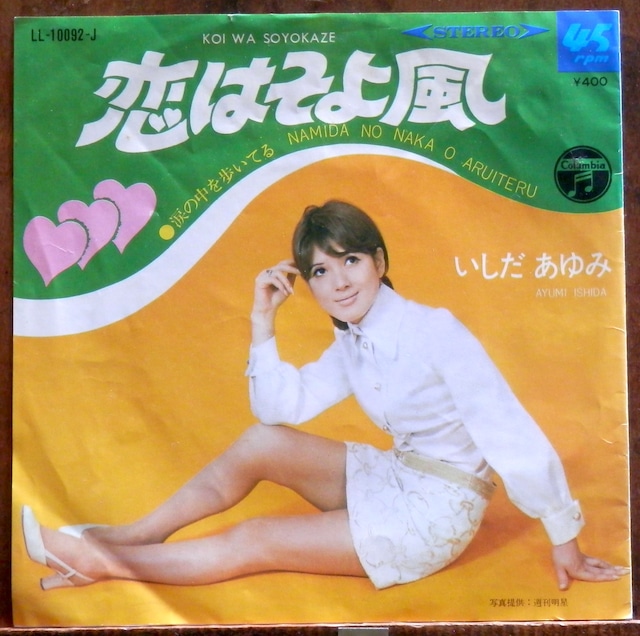 LL-10092-J
KOI WA SOYOKAZE
STEREO
45
rpm
¥400
恋はそよ風
●涙の中を歩いてる NAMIDA NO NAKA O ARUITERU
Columbia
いしだ あゆみ
AYUMI ISHIDA
写真提供:週刊明星